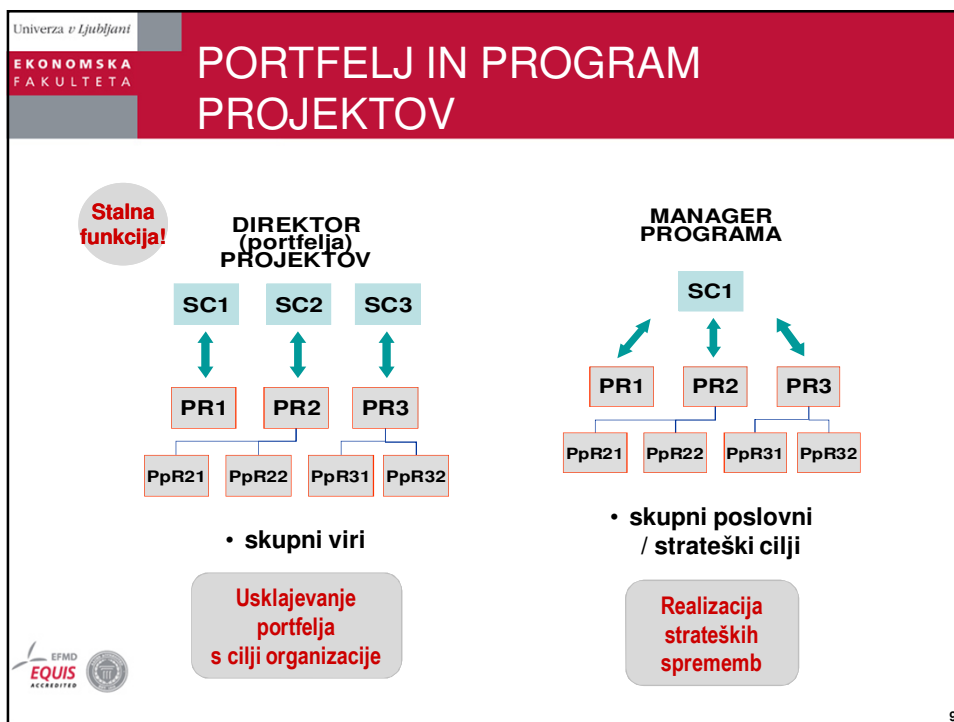 Univerza v Ljubljani
EKONOMSKA
FAKULTETA
PORTFELJ IN PROGRAM
PROJEKTOV
Stalna
funkcija!
DIREKTOR
(portfelja)
PROJEKTOV
SC1 SC2 SC3
PR1 PR2 PR3
PpR21 PpR22 PpR31 PpR32
• skupni viri
Usklajevanje
portfelja
s cilji organizacije
MANAGER
PROGRAMA
SC1
PR1 PR2 PR3
PpR21 PpR22 PpR31 PpR32
• skupni poslovni
/ strateški cilji
Realizacija
strateških
sprememb
EFMD
EQUIS
ACCREDITED
9